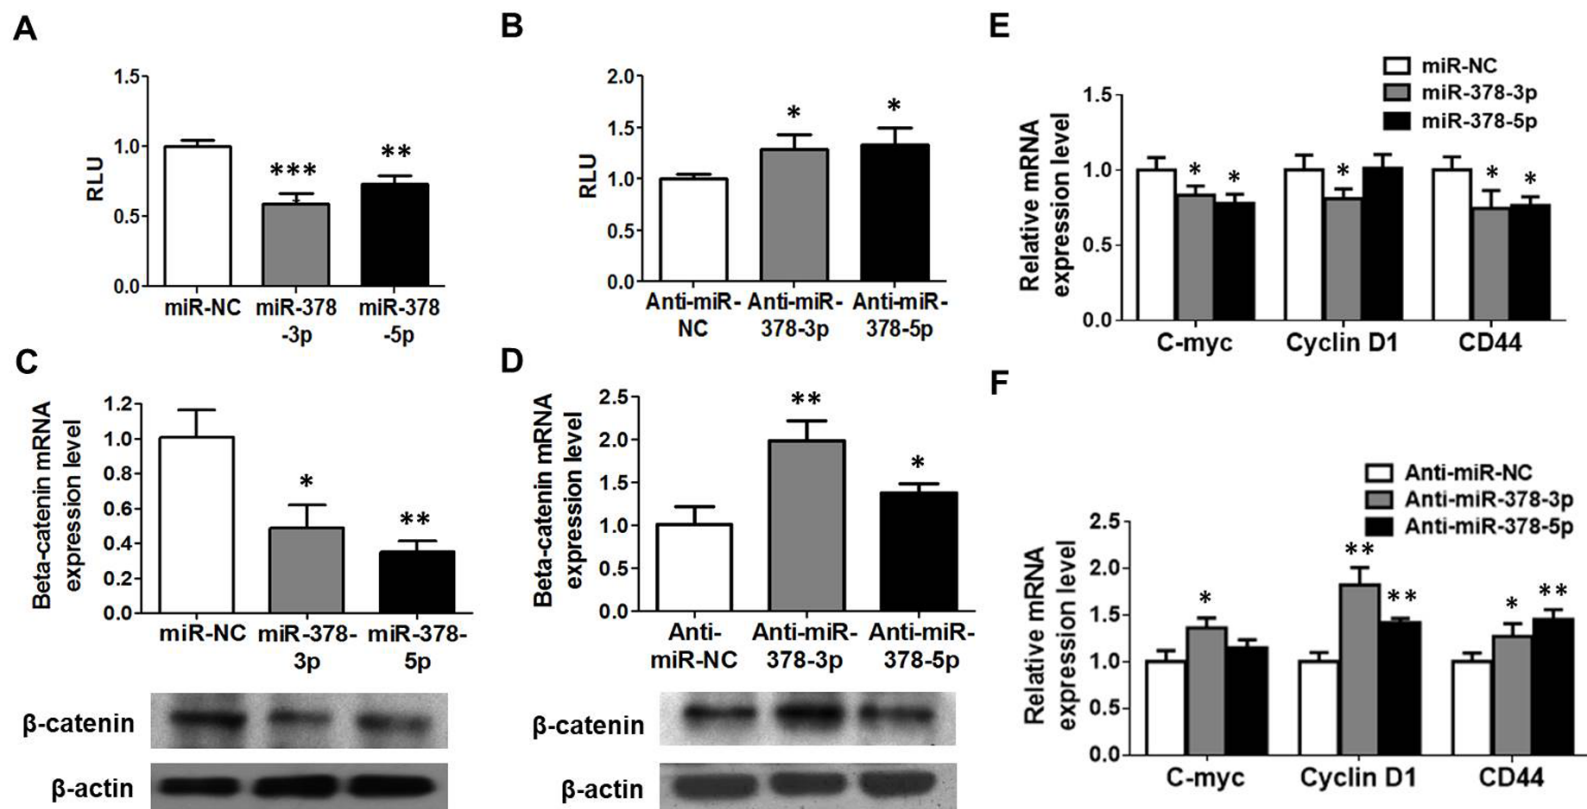 A
1.5
1.0
0.5
0.0
RLU
***
**
miR-NC
miR-378
-3p
miR-378
-5p
B
2.0
1.5
1.0
0.5
0.0
RLU
*
*
Anti-miR-
NC
Anti-miR-
378-3p
Anti-miR-
378-5p
C
1.2
1.0
0.8
0.6
0.4
0.2
0.0
Beta-catenin mRNA
expression level
*
**
miR-NC
miR-378-
3p
miR-378-
5p
β-catenin
β-actin
D
2.5
2.0
1.5
1.0
0.5
0.0
Beta-catenin mRNA
expression level
**
*
Anti-
miR-NC
Anti-miR-
378-3p
Anti-miR-
378-5p
β-catenin
β-actin
E
miR-NC
miR-378-3p
miR-378-5p
1.5
1.0
0.5
0.0
Relative mRNA
expression level
* *
*
* *
C-myc
Cyclin D1
CD44
F
Anti-miR-NC
Anti-miR-378-3p
Anti-miR-378-5p
2.5
2.0
1.5
1.0
0.5
0.0
Relative mRNA
expression level
*
**
**
*
**
C-myc
Cyclin D1
CD44